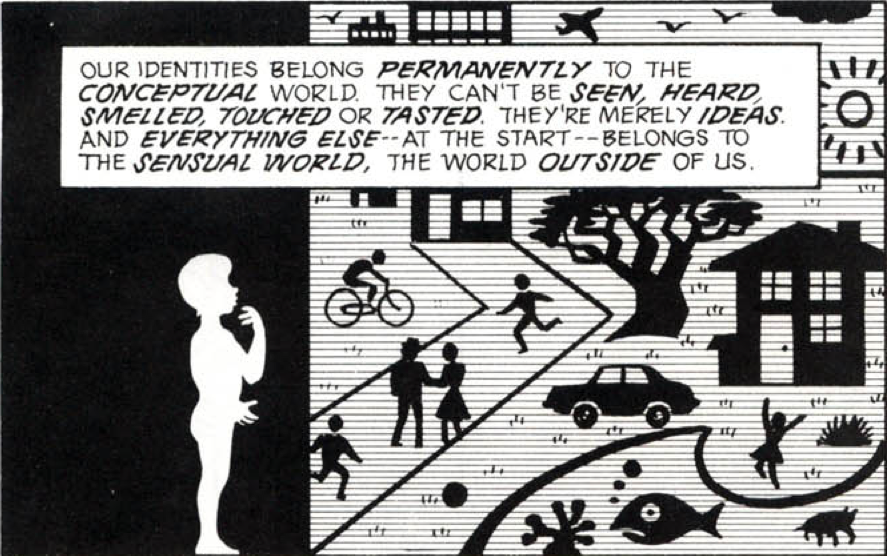 OUR IDENTITIES BELONG PERMANENTLY TO THE
CONCEPTUAL WORLD. THEY CAN'T BE SEEN, HEARD,
SMELLED, TOUCHED OR TASTED. THEY'RE MERELY IDEAS.
AND EVERYTHING ELSE--AT THE START--BELONGS TO
THE SENSUAL WORLD, THE WORLD OUTSIDE OF US.